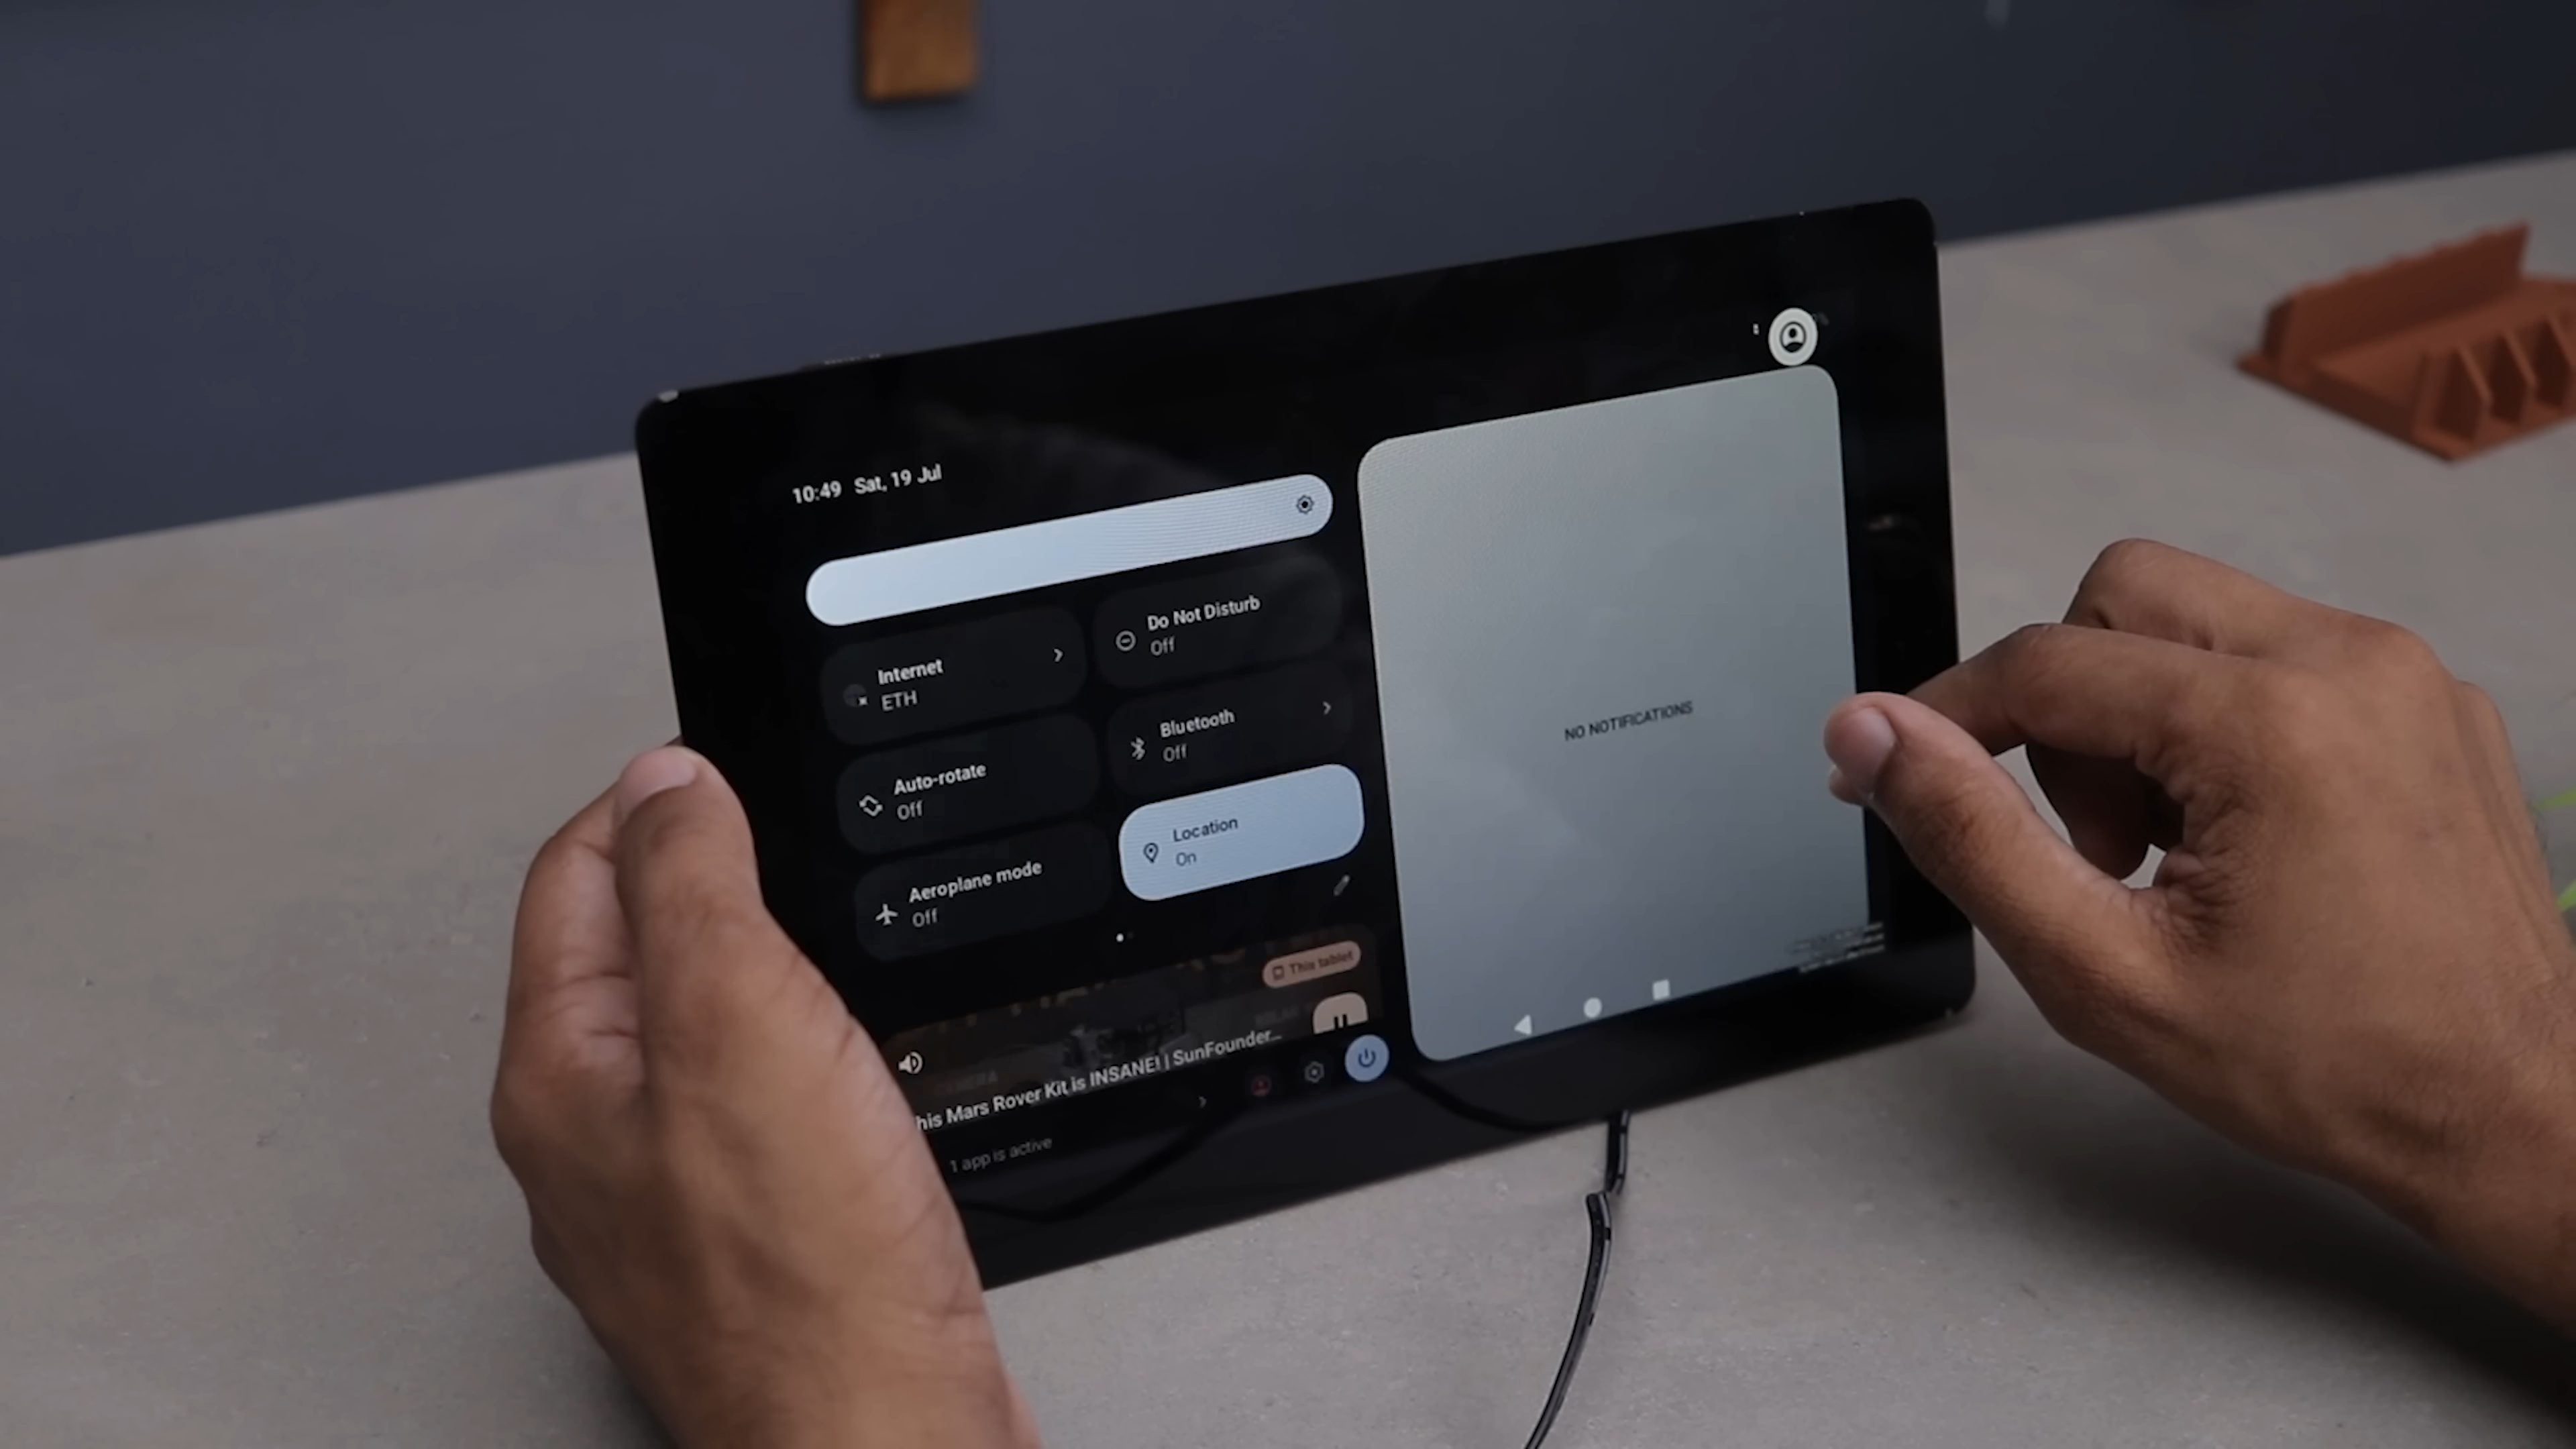 10:49 Sat, 19 Jul
Internet
ETH
Do Not Disturb
Off
Auto-rotate
Off
Bluetooth
Off
Aeroplane mode
Off
Location
On
This tablet
his Mars Rover Kit is INSANE! | SunFounder...
1 app is active
NO NOTIFICATIONS